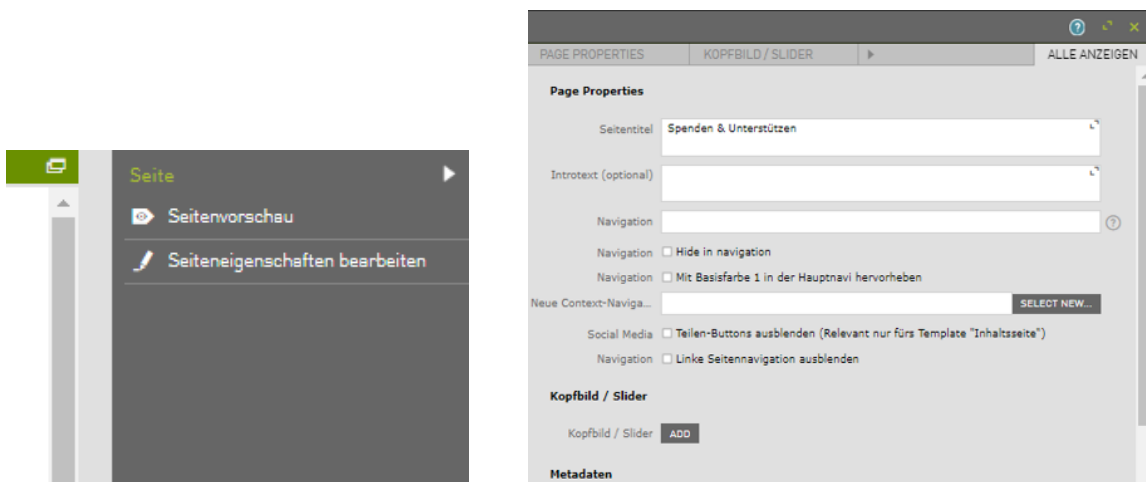 Seite
Seitenvorschau
Seiteneigenschaften bearbeiten
PAGE PROPERTIES KOPFBILD / SLIDER ALLE ANZEIGEN
Page Properties
Seitentitel Spenden & Unterstützen
Introtext (optional)
Navigation
Navigation Hide in navigation
Navigation Mit Basisfarbe 1 in der Hauptnavi hervorheben
Neue Context-Naviga... SELECT NEW...
Social Media Teilen-Buttons ausblenden (Relevant nur fürs Template "Inhaltsseite")
Navigation Linke Seitennavigation ausblenden
Kopfbild / Slider
Kopfbild / Slider ADD
Metadaten